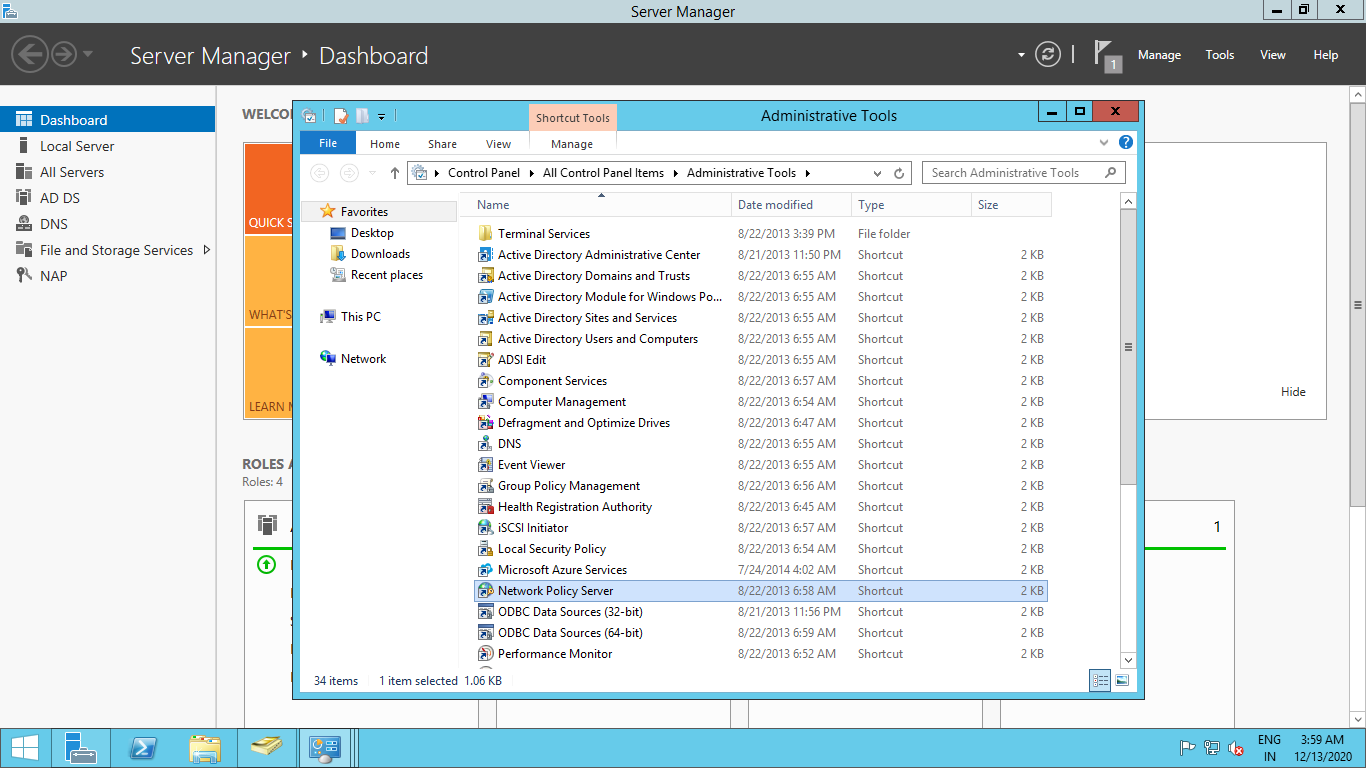 Server Manager
Server Manager Dashboard
1
Manage Tools View Help
Dashboard
Local Server
All Servers
AD DS
DNS
File and Storage Services
NAP
WELCO
QUICK S
WHAT'S
LEARN
Hide
ROLES A
Roles: 4
1
Shortcut Tools
Administrative Tools
File Home Share View Manage
Control Panel All Control Panel Items Administrative Tools
Search Administrative Tools
Favorites
Desktop
Downloads
Recent places
This PC
Network
Name Date modified Type Size
Terminal Services 8/22/2013 3:39 PM File folder
Active Directory Administrative Center 8/21/2013 11:50 PM Shortcut 2 KB
Active Directory Domains and Trusts 8/22/2013 6:55 AM Shortcut 2 KB
Active Directory Module for Windows Po... 8/22/2013 6:55 AM Shortcut 2 KB
Active Directory Sites and Services 8/22/2013 6:55 AM Shortcut 2 KB
Active Directory Users and Computers 8/22/2013 6:55 AM Shortcut 2 KB
ADSI Edit 8/22/2013 6:55 AM Shortcut 2 KB
Component Services 8/22/2013 6:57 AM Shortcut 2 KB
Computer Management 8/22/2013 6:54 AM Shortcut 2 KB
Defragment and Optimize Drives 8/22/2013 6:47 AM Shortcut 2 KB
DNS 8/22/2013 6:55 AM Shortcut 2 KB
Event Viewer 8/22/2013 6:55 AM Shortcut 2 KB
Group Policy Management 8/22/2013 6:56 AM Shortcut 2 KB
Health Registration Authority 8/22/2013 6:45 AM Shortcut 2 KB
iSCSI Initiator 8/22/2013 6:57 AM Shortcut 2 KB
Local Security Policy 8/22/2013 6:54 AM Shortcut 2 KB
Microsoft Azure Services 7/24/2014 4:02 AM Shortcut 2 KB
Network Policy Server 8/22/2013 6:58 AM Shortcut 2 KB
ODBC Data Sources (32-bit) 8/21/2013 11:56 PM Shortcut 2 KB
ODBC Data Sources (64-bit) 8/22/2013 6:59 AM Shortcut 2 KB
Performance Monitor 8/22/2013 6:52 AM Shortcut 2 KB
34 items 1 item selected 1.06 KB
ENG
IN
3:59 AM
12/13/2020